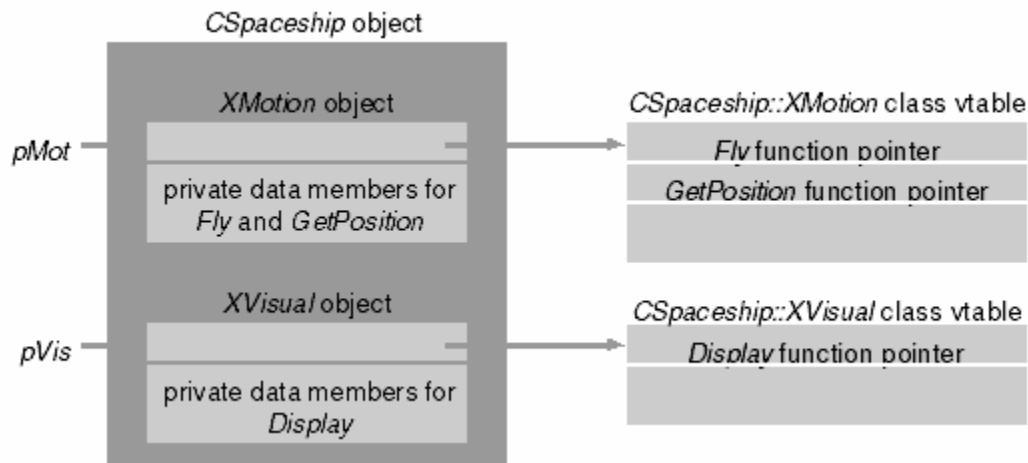 CSpaceship object
XMotion object
CSpaceship::XMotion class vtable
pMot
Fly function pointer
private data members for
Fly and GetPosition
GetPosition function pointer
XVisual object
CSpaceship::XVisual class vtable
pVis
Display function pointer
private data members for
Display